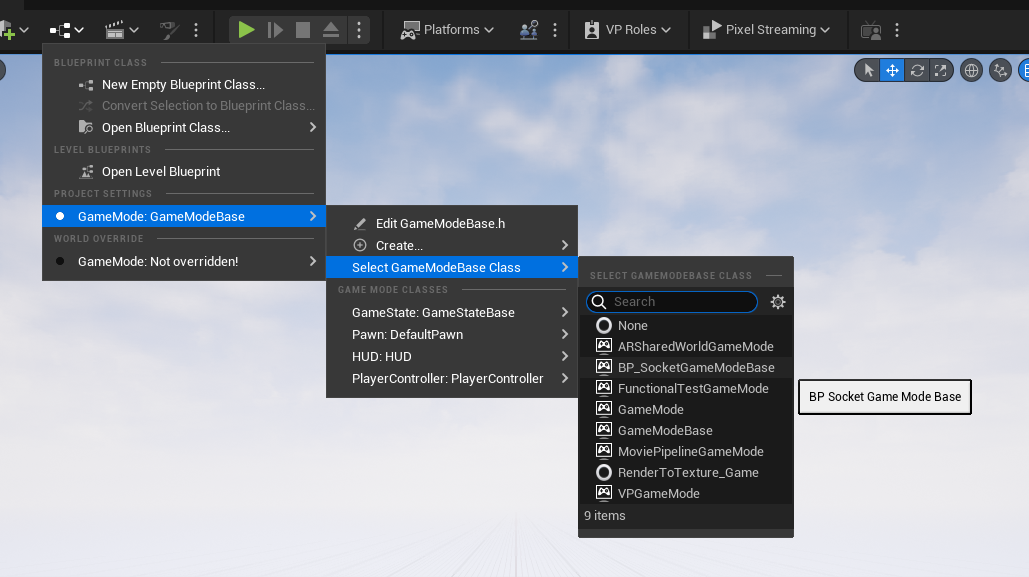 Platforms
VP Roles
Pixel Streaming
BLUEPRINT CLASS
New Empty Blueprint Class...
Convert Selection to Blueprint Class...
Open Blueprint Class...
LEVEL BLUEPRINTS
Open Level Blueprint
PROJECT SETTINGS
GameMode: GameModeBase
WORLD OVERRIDE
GameMode: Not overridden!
Edit GameModeBase.h
Create...
Select GameModeBase Class
GAME MODE CLASSES
GameState: GameStateBase
Pawn: DefaultPawn
HUD: HUD
PlayerController: PlayerController
SELECT GAMEMODEBASE CLASS
Search
None
ARSharedWorldGameMode
BP_SocketGameModeBase
FunctionalTestGameMode
GameMode
GameModeBase
MoviePipelineGameMode
RenderToTexture_Game
VPGameMode
9 items
BP Socket Game Mode Base